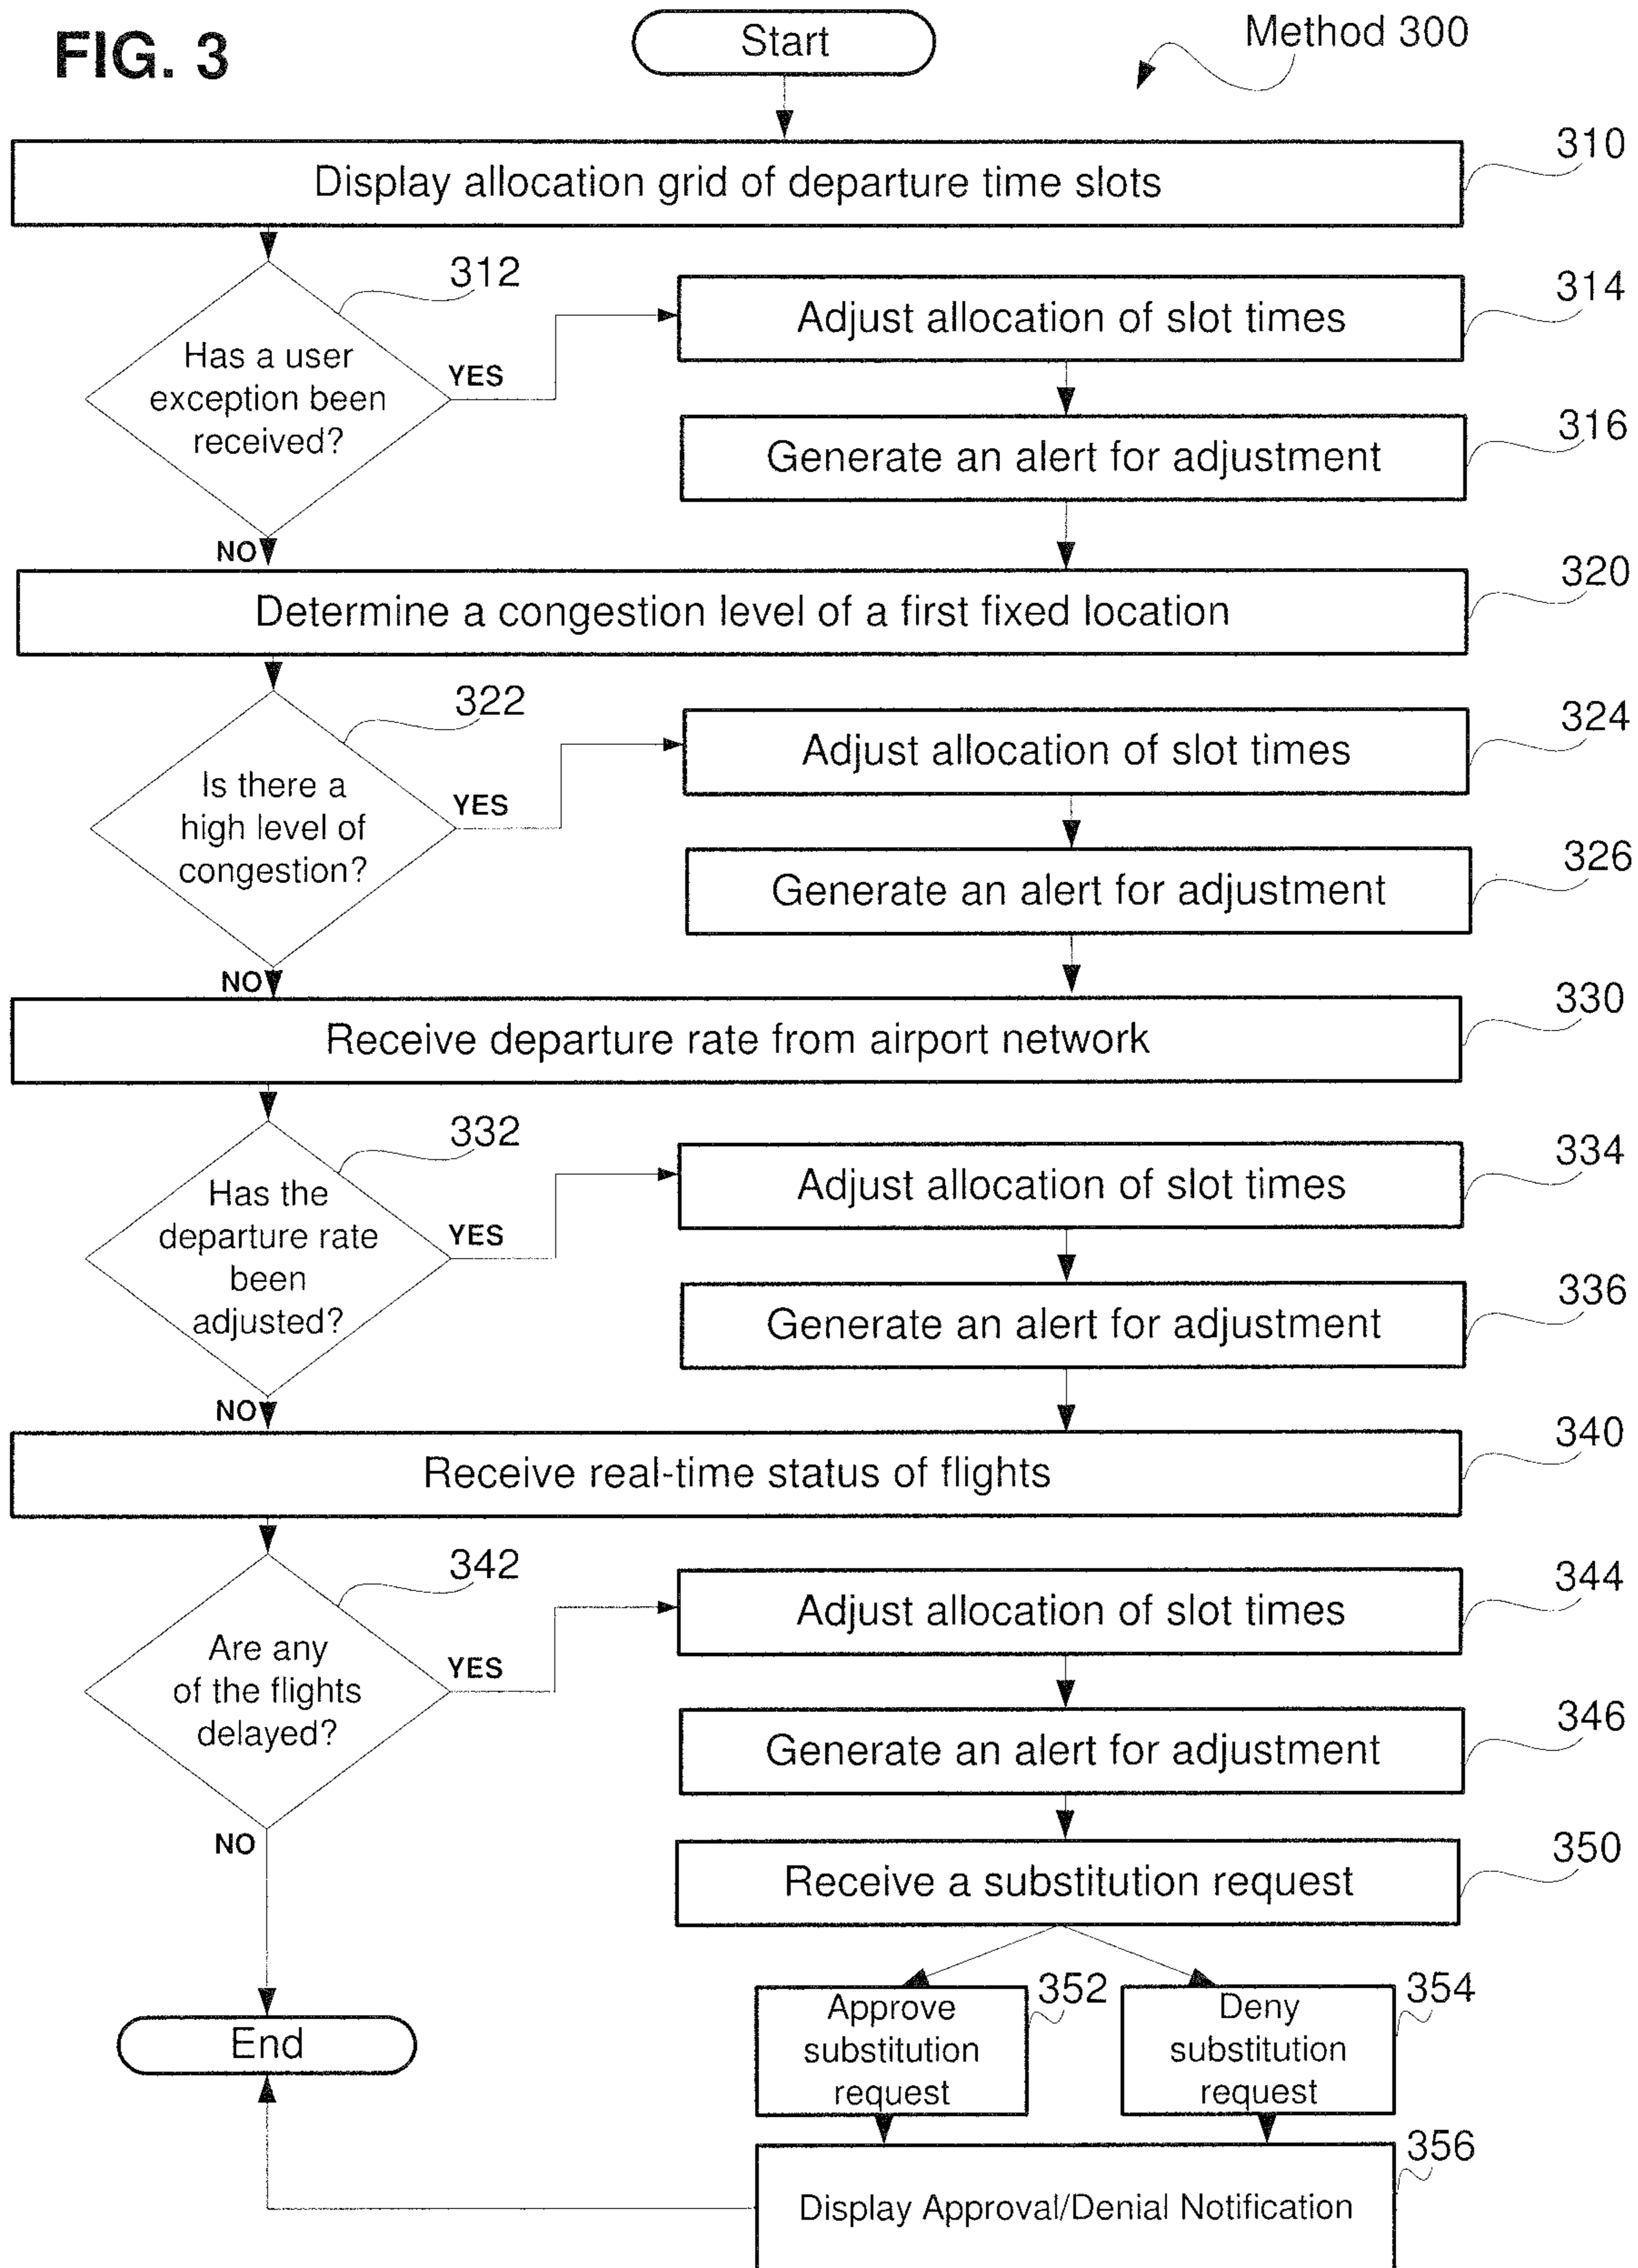 FIG. 3
Start
Method 300
Display allocation grid of departure time slots
310
312
Has a user
exception been
received?
YES
NO
Adjust allocation of slot times
314
Generate an alert for adjustment
316
Determine a congestion level of a first fixed location
320
322
Is there a
high level of
congestion?
YES
NO
Adjust allocation of slot times
324
Generate an alert for adjustment
326
Receive departure rate from airport network
330
332
Has the
departure rate
been
adjusted?
YES
NO
Adjust allocation of slot times
334
Generate an alert for adjustment
336
Receive real-time status of flights
340
342
Are any
of the flights
delayed?
YES
NO
Adjust allocation of slot times
344
Generate an alert for adjustment
346
Receive a substitution request
350
Approve
substitution
request
352
Deny
substitution
request
354
End
Display Approval/Denial Notification
356